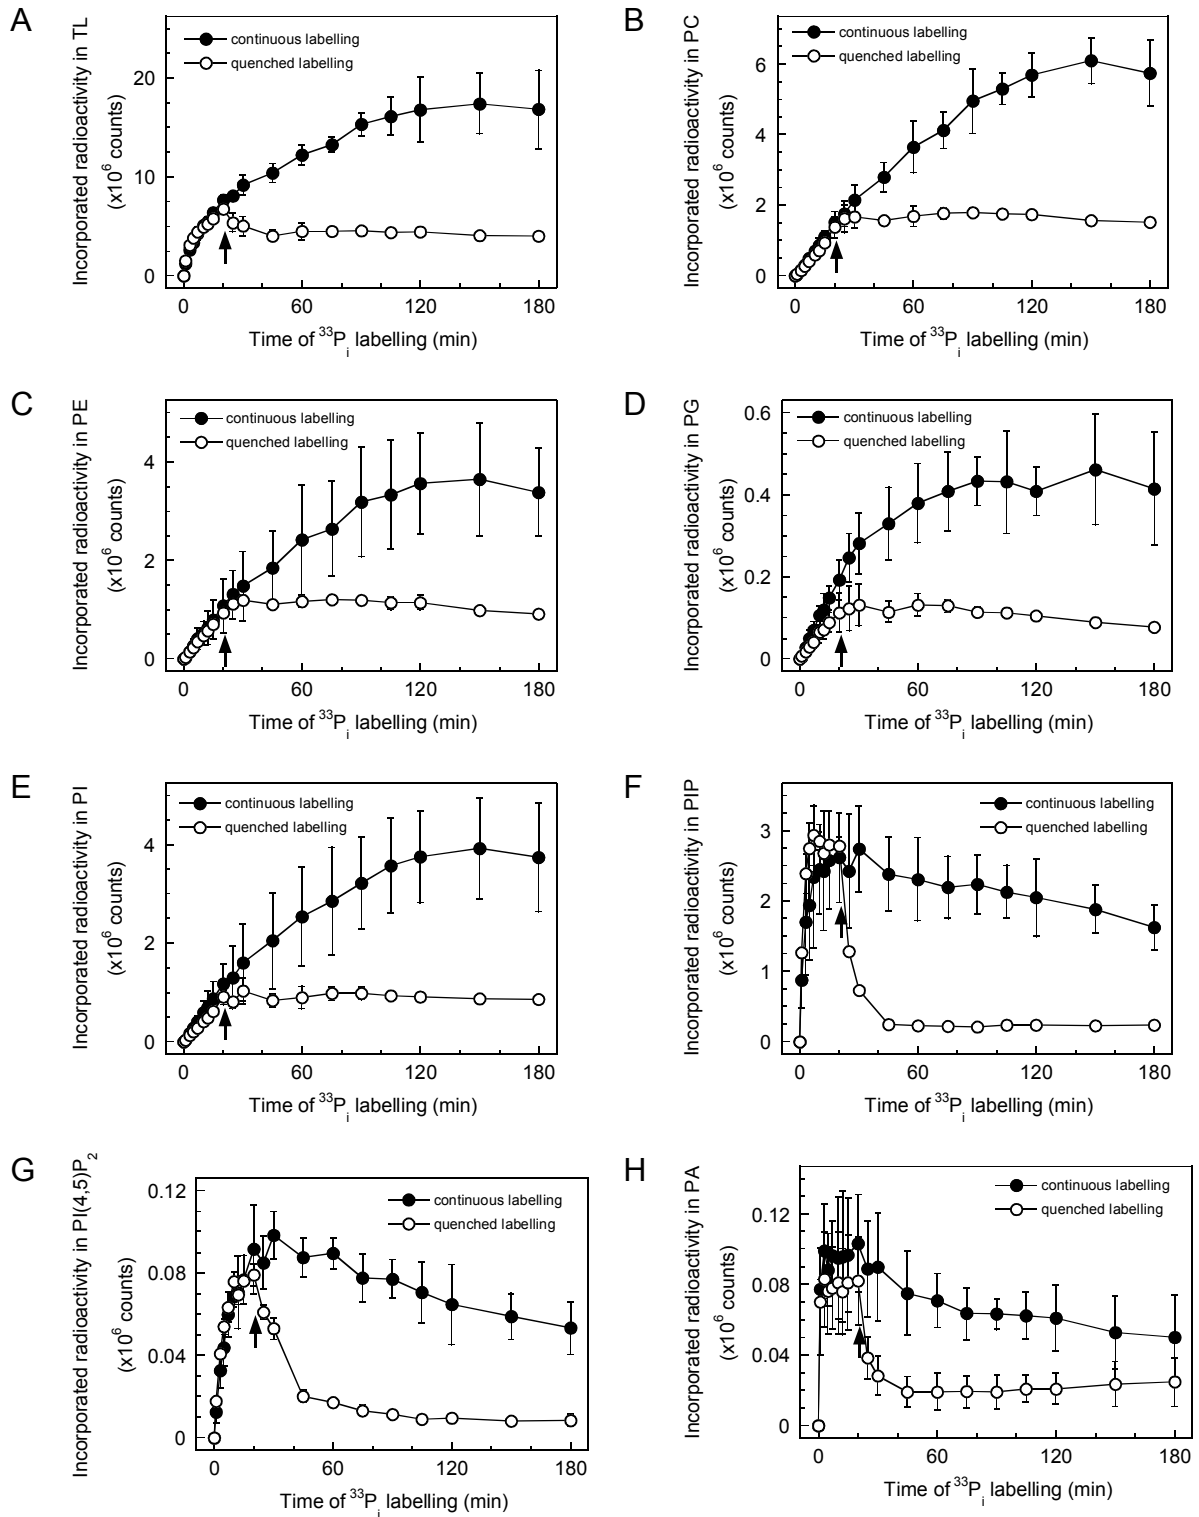 A
Incorporated radioactivity in TL
(x10⁶ counts)
20
10
0
continuous labelling
quenched labelling
0 60 120 180
Time of ³³Pᵢ labelling (min)
B
Incorporated radioactivity in PC
(x10⁶ counts)
6
4
2
0
continuous labelling
quenched labelling
0 60 120 180
Time of ³³Pᵢ labelling (min)
C
Incorporated radioactivity in PE
(x10⁶ counts)
4
2
0
continuous labelling
quenched labelling
0 60 120 180
Time of ³³Pᵢ labelling (min)
D
Incorporated radioactivity in PG
(x10⁶ counts)
0.6
0.4
0.2
0
continuous labelling
quenched labelling
0 60 120 180
Time of ³³Pᵢ labelling (min)
E
Incorporated radioactivity in PI
(x10⁶ counts)
4
2
0
continuous labelling
quenched labelling
0 60 120 180
Time of ³³Pᵢ labelling (min)
F
Incorporated radioactivity in PIP
(x10⁶ counts)
3
2
1
0
continuous labelling
quenched labelling
0 60 120 180
Time of ³³Pᵢ labelling (min)
G
Incorporated radioactivity in PI(4,5)P₂
(x10⁶ counts)
0.12
0.08
0.04
0
continuous labelling
quenched labelling
0 60 120 180
Time of ³³Pᵢ labelling (min)
H
Incorporated radioactivity in PA
(x10⁶ counts)
0.12
0.08
0.04
0
continuous labelling
quenched labelling
0 60 120 180
Time of ³³Pᵢ labelling (min)